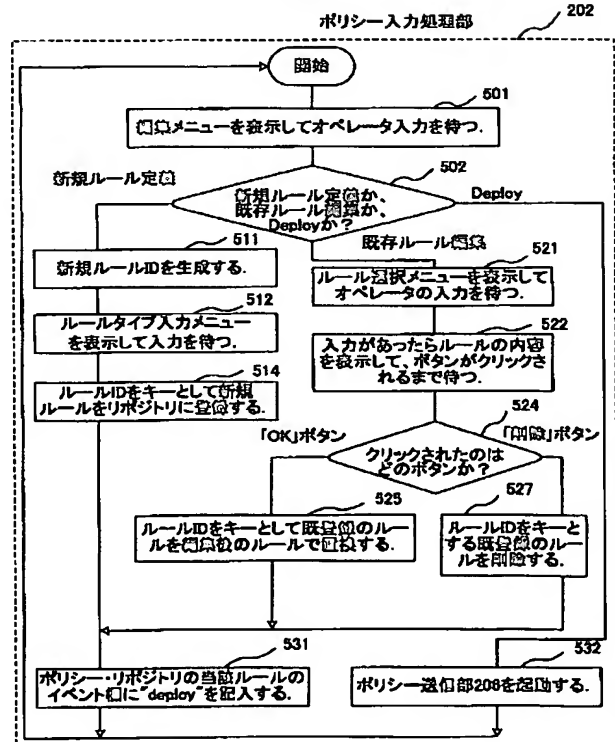 ポリシー入力処理部
202
開始
501
編集メニューを表示してオペレータ入力を待つ.
502
新規ルール定義
新規ルール定義か、
既存ルール編集か、
Deployか？
Deploy
511
新規ルールIDを生成する.
512
ルールタイプ入力メニュー
を表示して入力を待つ.
514
ルールIDをキーとして新規
ルールをリポジトリに登録する.
既存ルール編集
521
ルール選択メニューを表示して
オペレータの入力を待つ.
522
入力があったらルールの内容
を表示して、ボタンがクリックさ
れるまで待つ.
524
「OK」ボタン
「削除」ボタン
クリックされたのは
どのボタンか？
525
ルールIDをキーとして既登録のルー
ルを編集後のルールで置換する.
527
ルールIDをキーと
する既登録のルー
ルを削除する.
531
ポリシー・リポジトリの当該ルールの
イベント欄に"deploy"を記入する.
532
ポリシー送信部206を起動する.